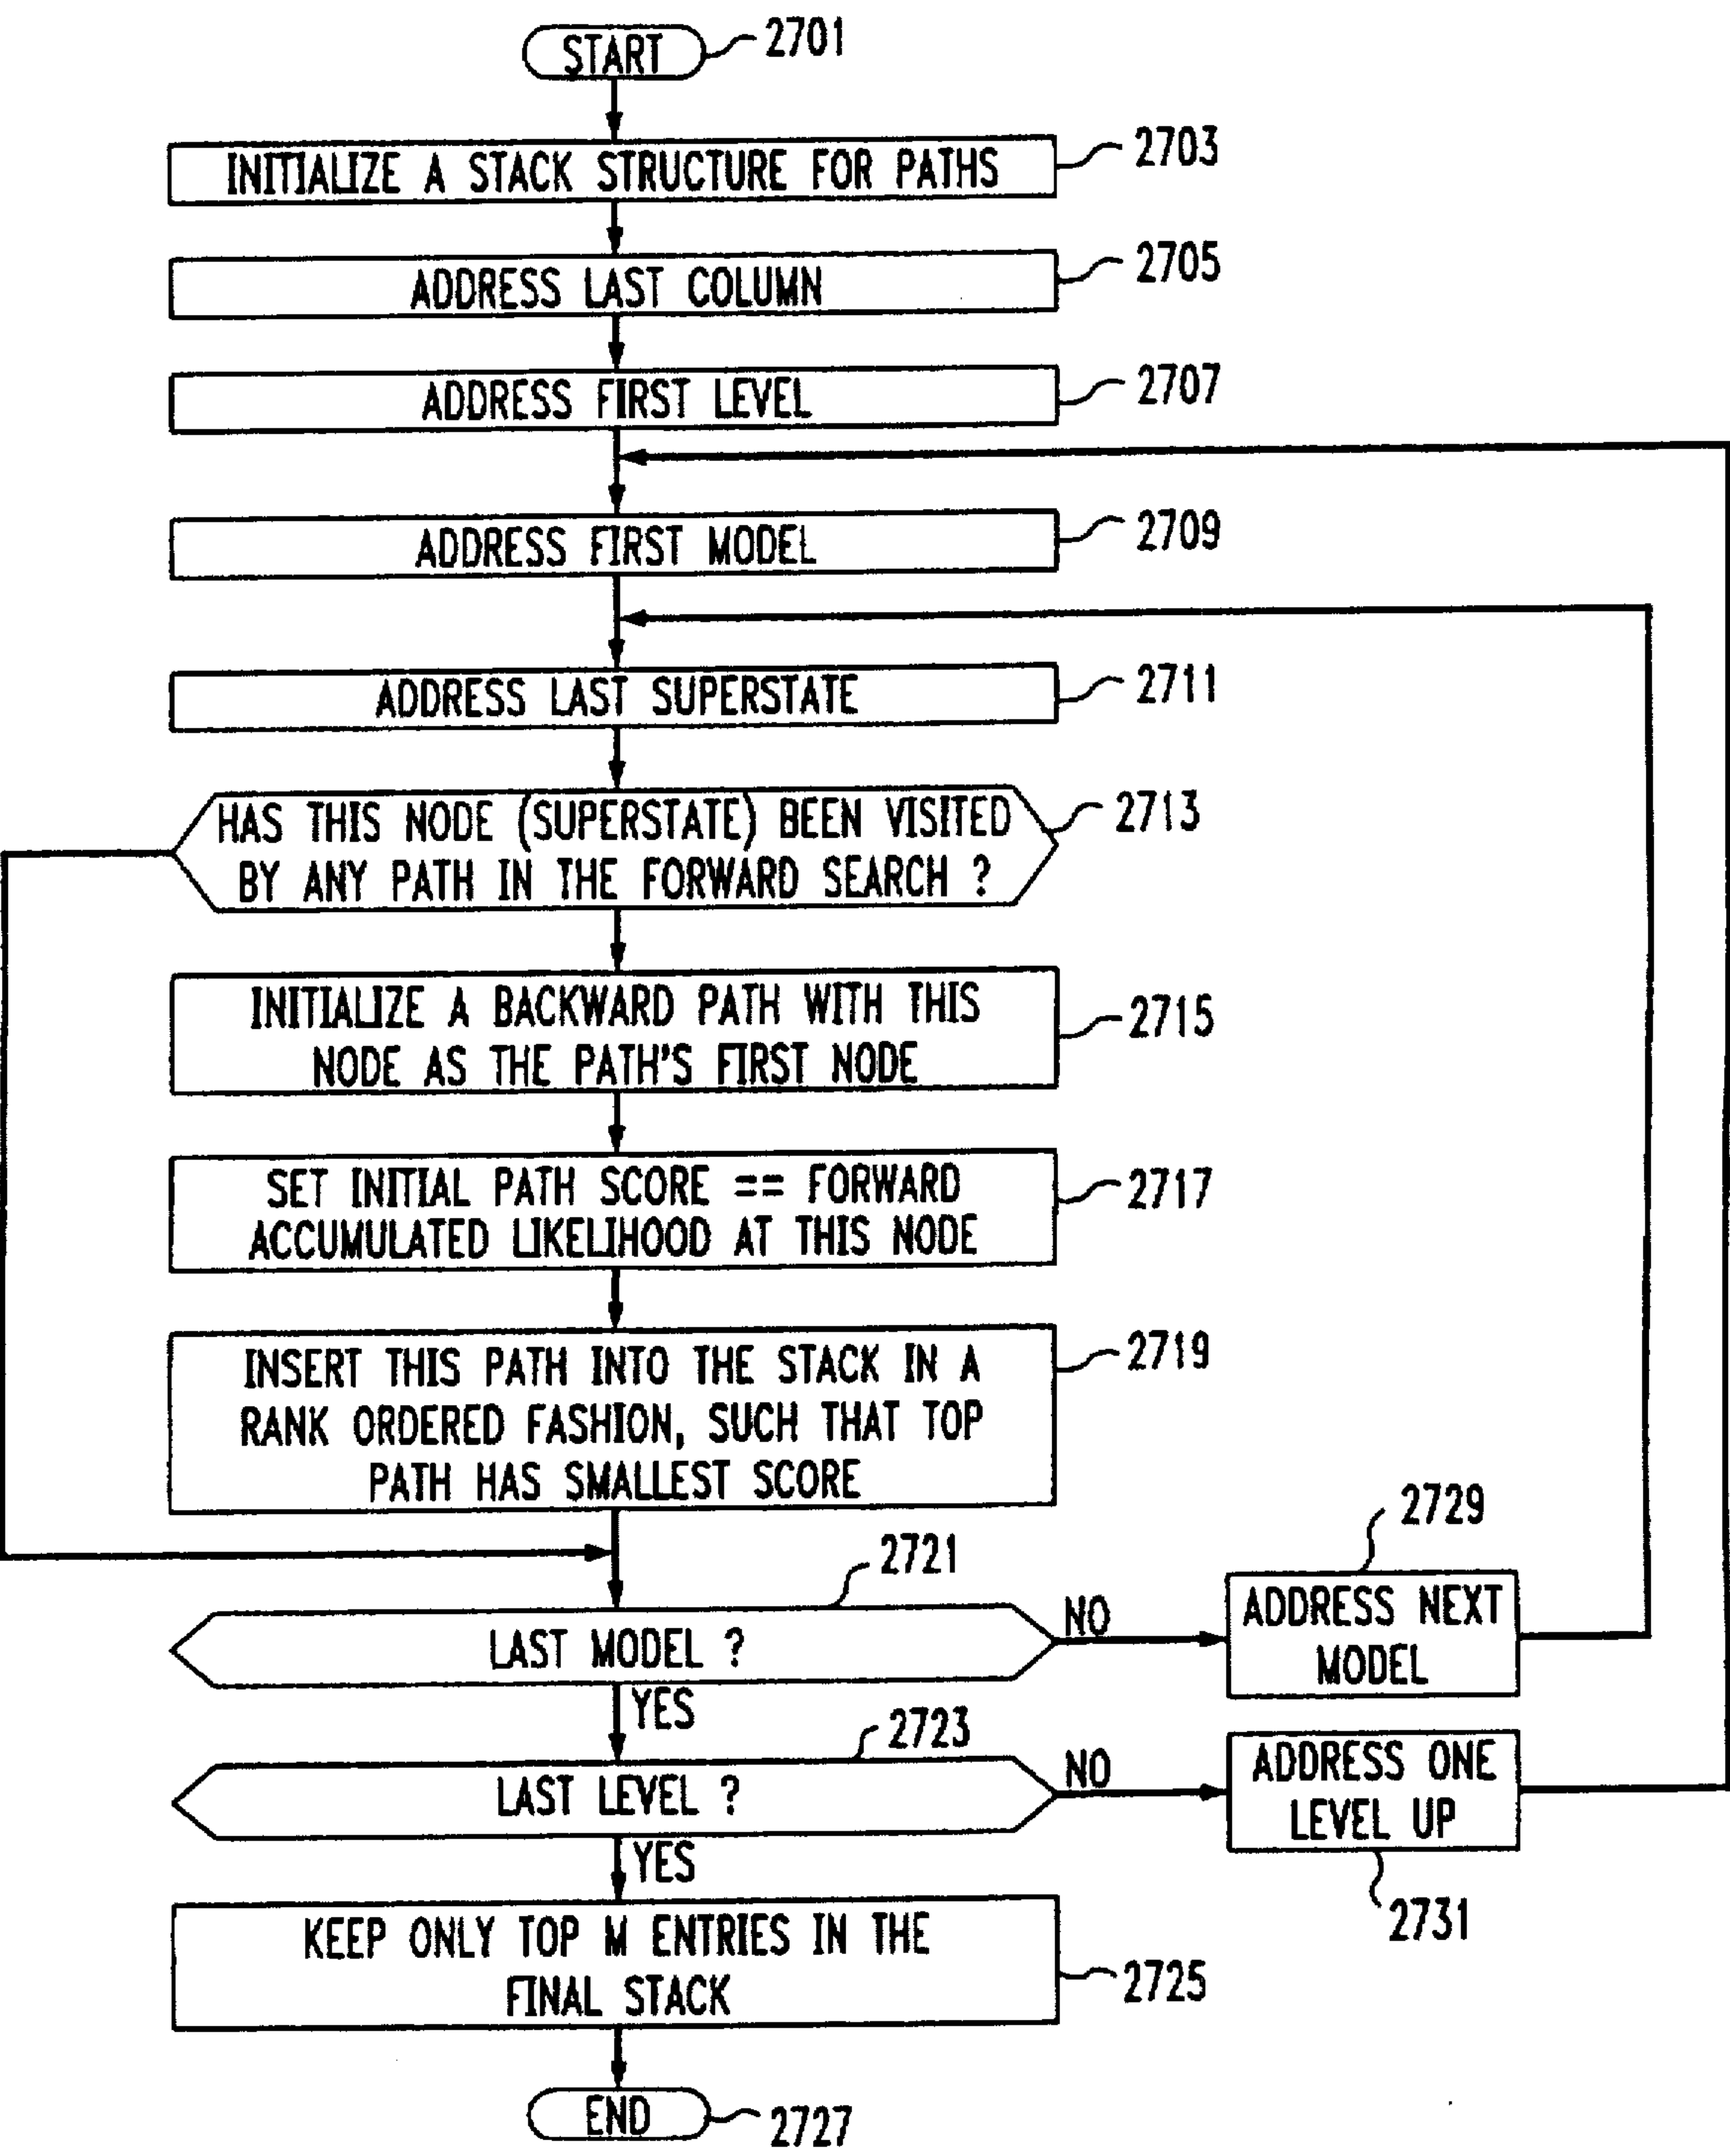 START
2701
INITIALIZE A STACK STRUCTURE FOR PATHS
2703
ADDRESS LAST COLUMN
2705
ADDRESS FIRST LEVEL
2707
ADDRESS FIRST MODEL
2709
ADDRESS LAST SUPERSTATE
2711
HAS THIS NODE (SUPERSTATE) BEEN VISITED
BY ANY PATH IN THE FORWARD SEARCH ?
2713
INITIALIZE A BACKWARD PATH WITH THIS
NODE AS THE PATH'S FIRST NODE
2715
SET INITIAL PATH SCORE == FORWARD
ACCUMULATED LIKELIHOOD AT THIS NODE
2717
INSERT THIS PATH INTO THE STACK IN A
RANK ORDERED FASHION, SUCH THAT TOP
PATH HAS SMALLEST SCORE
2719
2721
LAST MODEL ?
NO
2729
ADDRESS NEXT
MODEL
YES
2723
LAST LEVEL ?
NO
ADDRESS ONE
LEVEL UP
2731
YES
KEEP ONLY TOP M ENTRIES IN THE
FINAL STACK
2725
END
2727